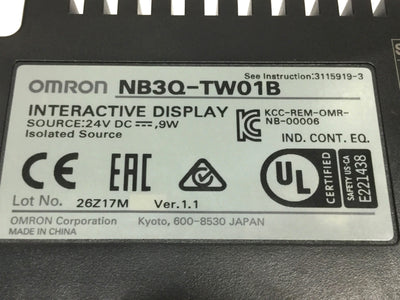 OMRON NB3Q-TW01B
See Instruction:3115919-3
INTERACTIVE DISPLAY
SOURCE:24V DC ⎓,9W
Isolated Source
KCC-REM-OMR-
NB-00006
IND. CONT. EQ.
CE EAC UL CERTIFIED SAFETY US-CA E221438
Lot No. 26Z17M Ver.1.1
OMRON Corporation Kyoto, 600-8530 JAPAN
MADE IN CHINA
S